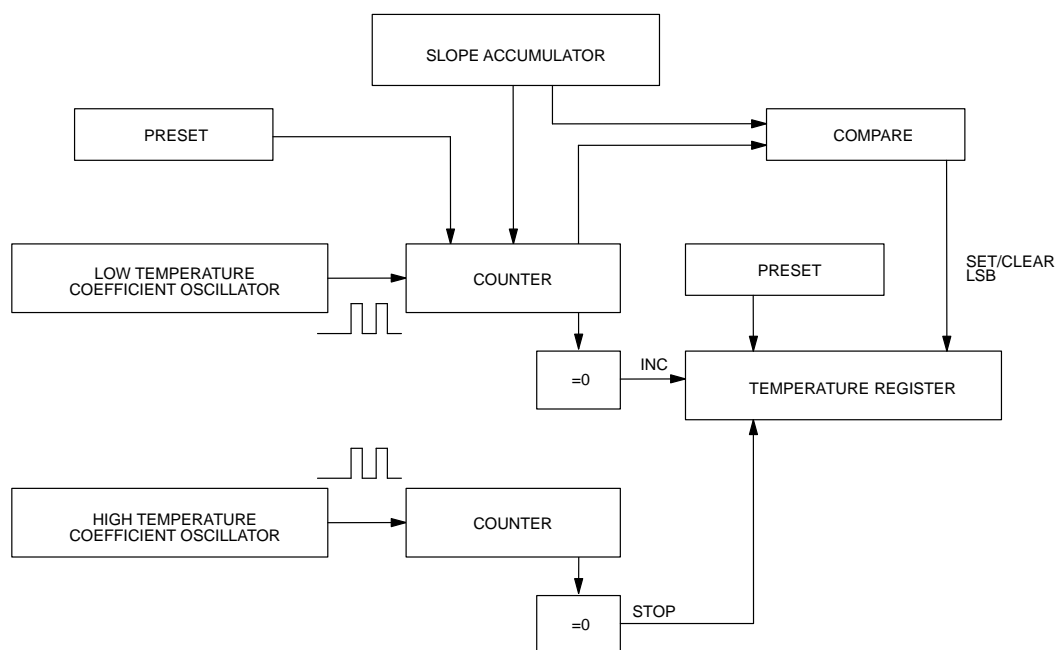 SLOPE ACCUMULATOR
PRESET
COMPARE
LOW TEMPERATURE
COEFFICIENT OSCILLATOR
COUNTER
PRESET
SET/CLEAR
LSB
=0
INC
TEMPERATURE REGISTER
HIGH TEMPERATURE
COEFFICIENT OSCILLATOR
COUNTER
=0
STOP